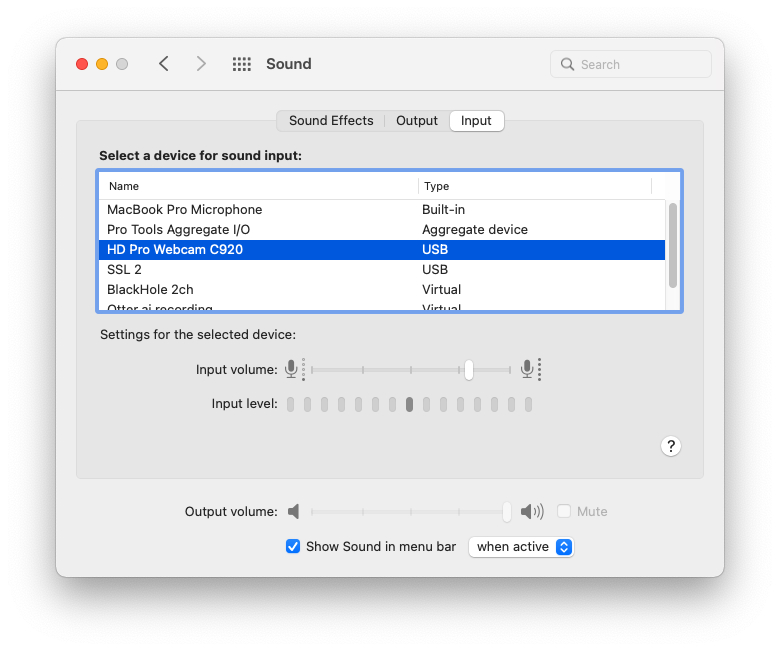 Sound
Search
Sound Effects
Output
Input
Select a device for sound input:
Name Type
MacBook Pro Microphone Built-in
Pro Tools Aggregate I/O Aggregate device
HD Pro Webcam C920 USB
SSL 2 USB
BlackHole 2ch Virtual
Otter.ai recording Virtual
Settings for the selected device:
Input volume:
Input level:
?
Output volume:
Mute
Show Sound in menu bar when active